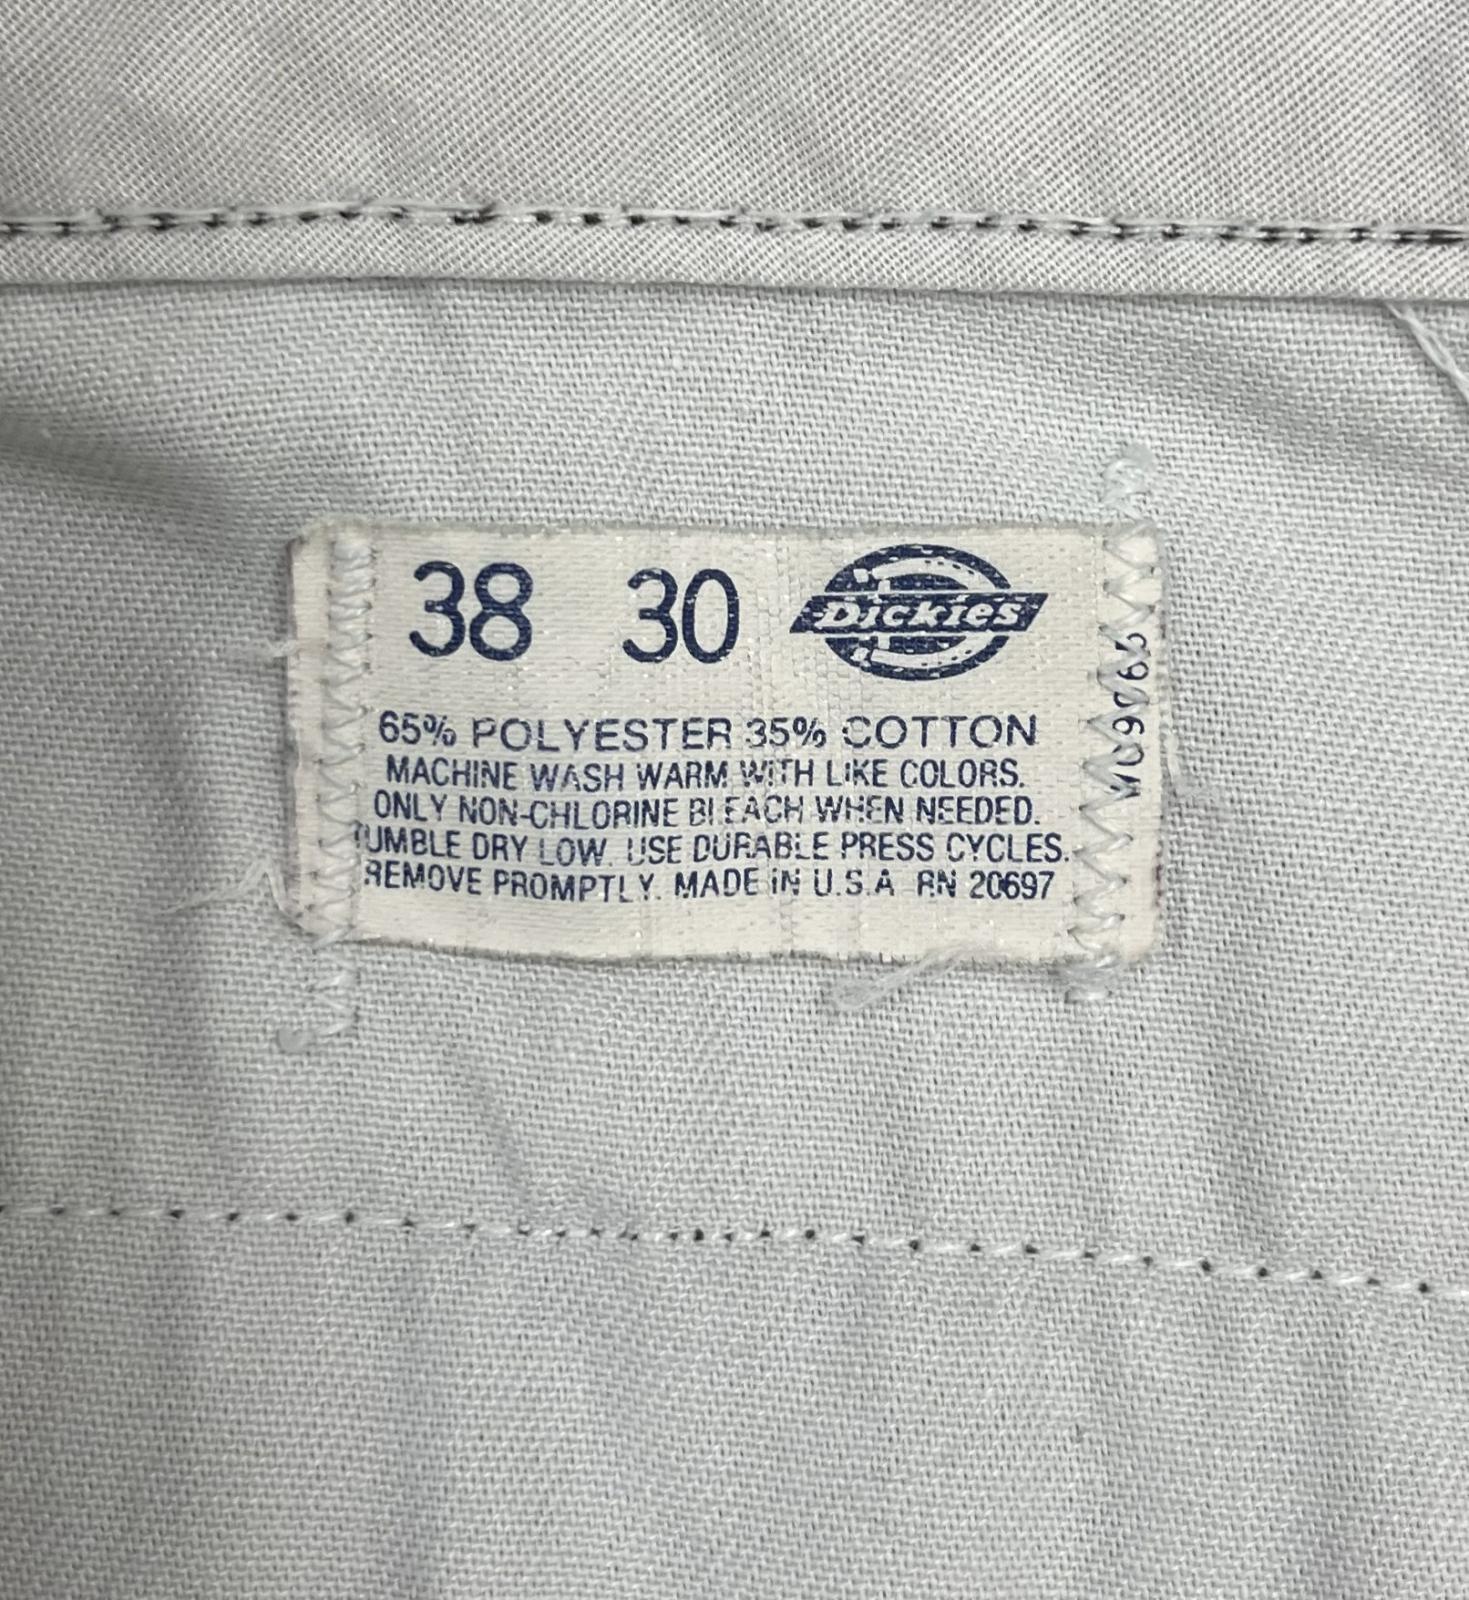 38 30 Dickies
65% POLYESTER 35% COTTON
MACHINE WASH WARM WITH LIKE COLORS.
ONLY NON-CHLORINE BLEACH WHEN NEEDED.
TUMBLE DRY LOW. USE DURABLE PRESS CYCLES.
REMOVE PROMPTLY. MADE IN U.S.A RN 20697